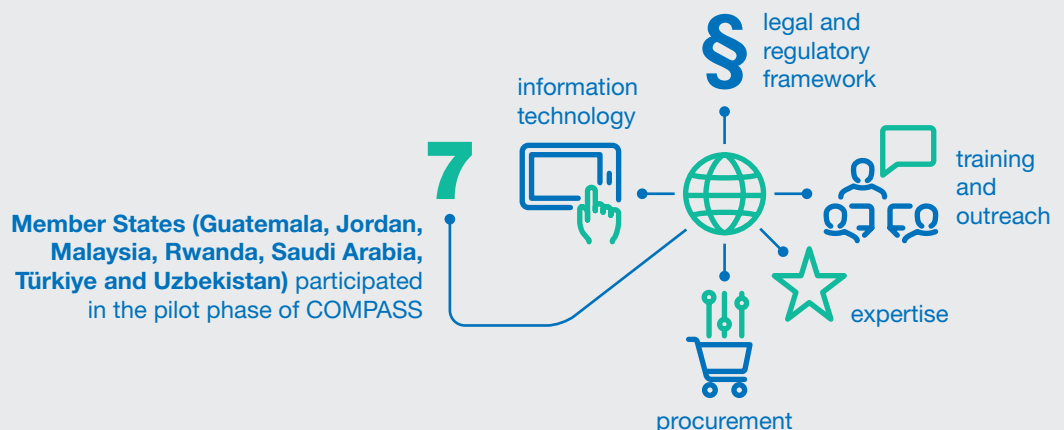 §
legal and
regulatory
framework
information
technology
7
training
and
outreach
Member States (Guatemala, Jordan,
Malaysia, Rwanda, Saudi Arabia,
Türkiye and Uzbekistan) participated
in the pilot phase of COMPASS
expertise
procurement